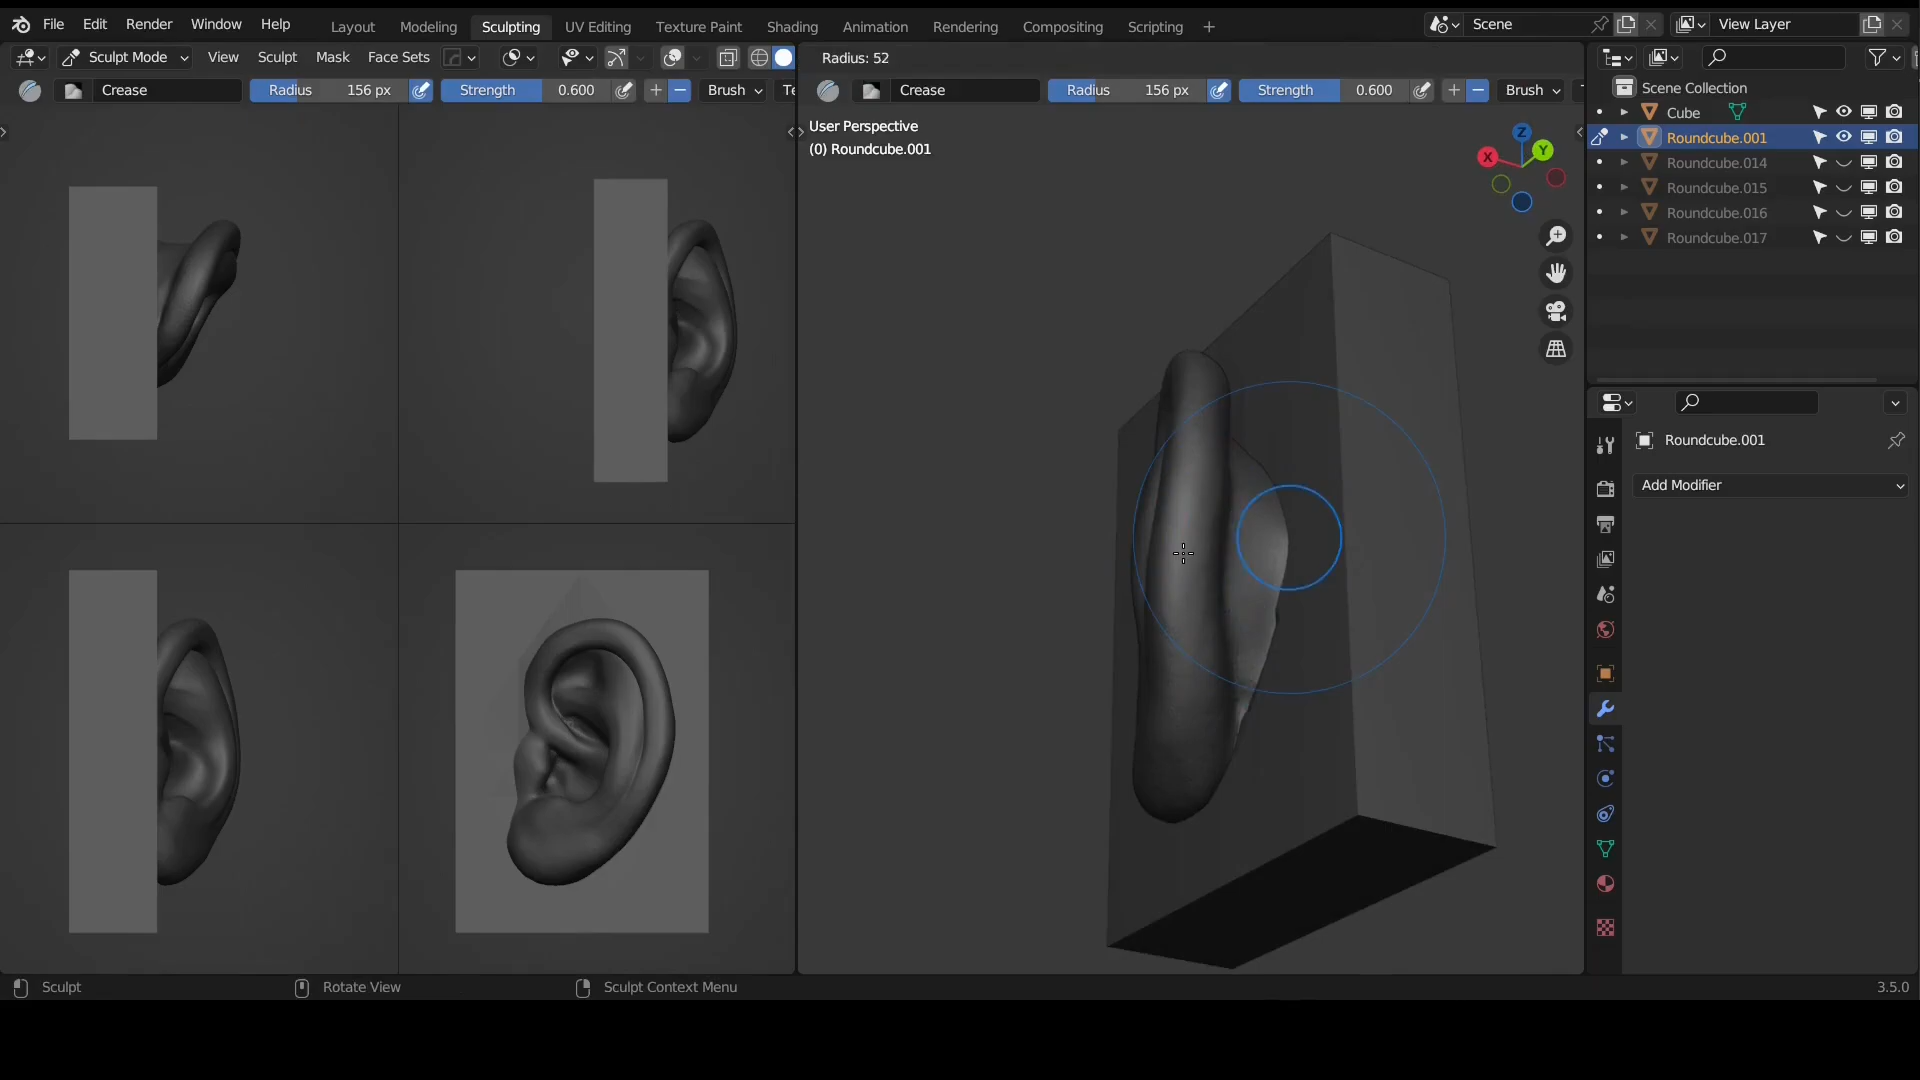 File Edit Render Window Help Layout Modeling Sculpting UV Editing Texture Paint Shading Animation Rendering Compositing Scripting + Scene View Layer
Sculpt Mode View Sculpt Mask Face Sets Radius: 52
Crease Radius 156 px Strength 0.600 Brush Te Crease Radius 156 px Strength 0.600 Brush
User Perspective
(0) Roundcube.001
X Y Z
Scene Collection
Cube
Roundcube.001
Roundcube.014
Roundcube.015
Roundcube.016
Roundcube.017
Roundcube.001
Add Modifier
Sculpt Rotate View Sculpt Context Menu 3.5.0